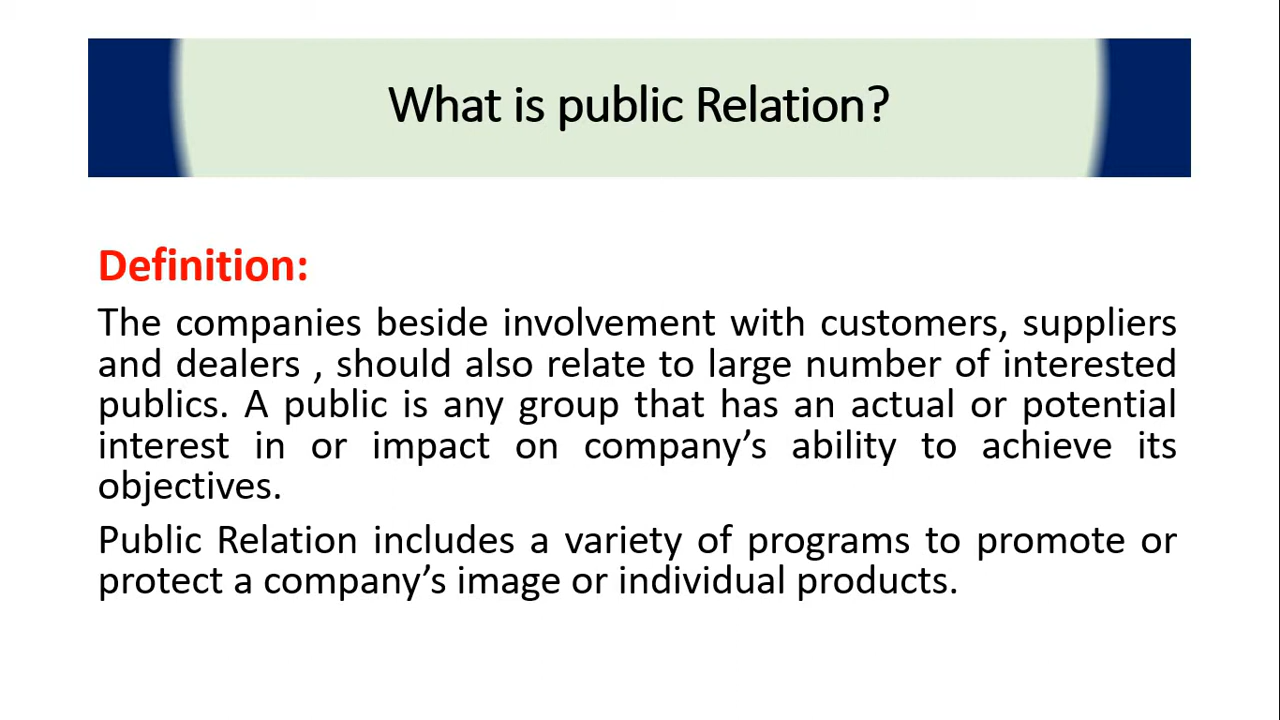 What is public Relation?
Definition:
The companies beside involvement with customers, suppliers
and dealers , should also relate to large number of interested
publics. A public is any group that has an actual or potential
interest in or impact on company’s ability to achieve its
objectives.
Public Relation includes a variety of programs to promote or
protect a company’s image or individual products.